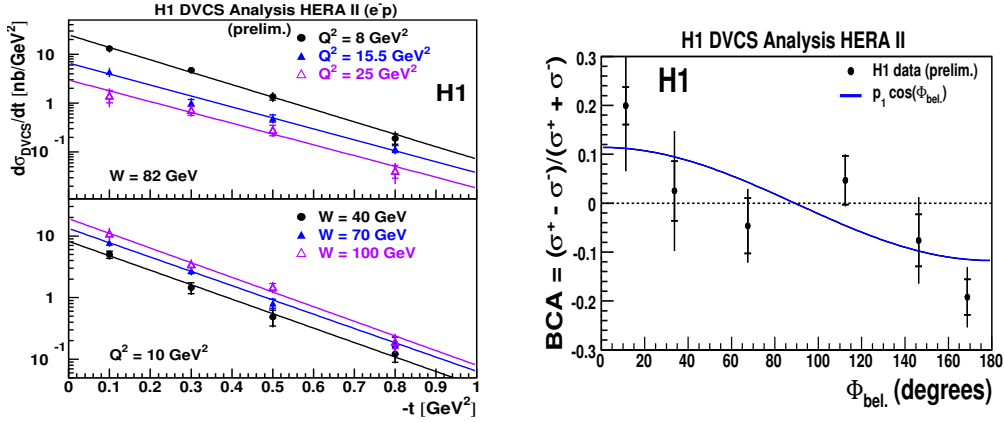 H1 DVCS Analysis HERA II (e⁻p)
(prelim.)
dσ_DVCS/dt [nb/GeV²]
10
1
10⁻¹
Q² = 8 GeV²
Q² = 15.5 GeV²
Q² = 25 GeV²
H1
W = 82 GeV
10
1
10⁻¹
W = 40 GeV
W = 70 GeV
W = 100 GeV
Q² = 10 GeV²
0 0.1 0.2 0.3 0.4 0.5 0.6 0.7 0.8 0.9 1
-t [GeV²]
H1 DVCS Analysis HERA II
BCA = (σ⁺ - σ⁻)/(σ⁺ + σ⁻)
0.3
0.2
0.1
0
-0.1
-0.2
-0.3
H1
H1 data (prelim.)
p₁ cos(Φ_bel.)
0 20 40 60 80 100 120 140 160 180
Φ_bel. (degrees)